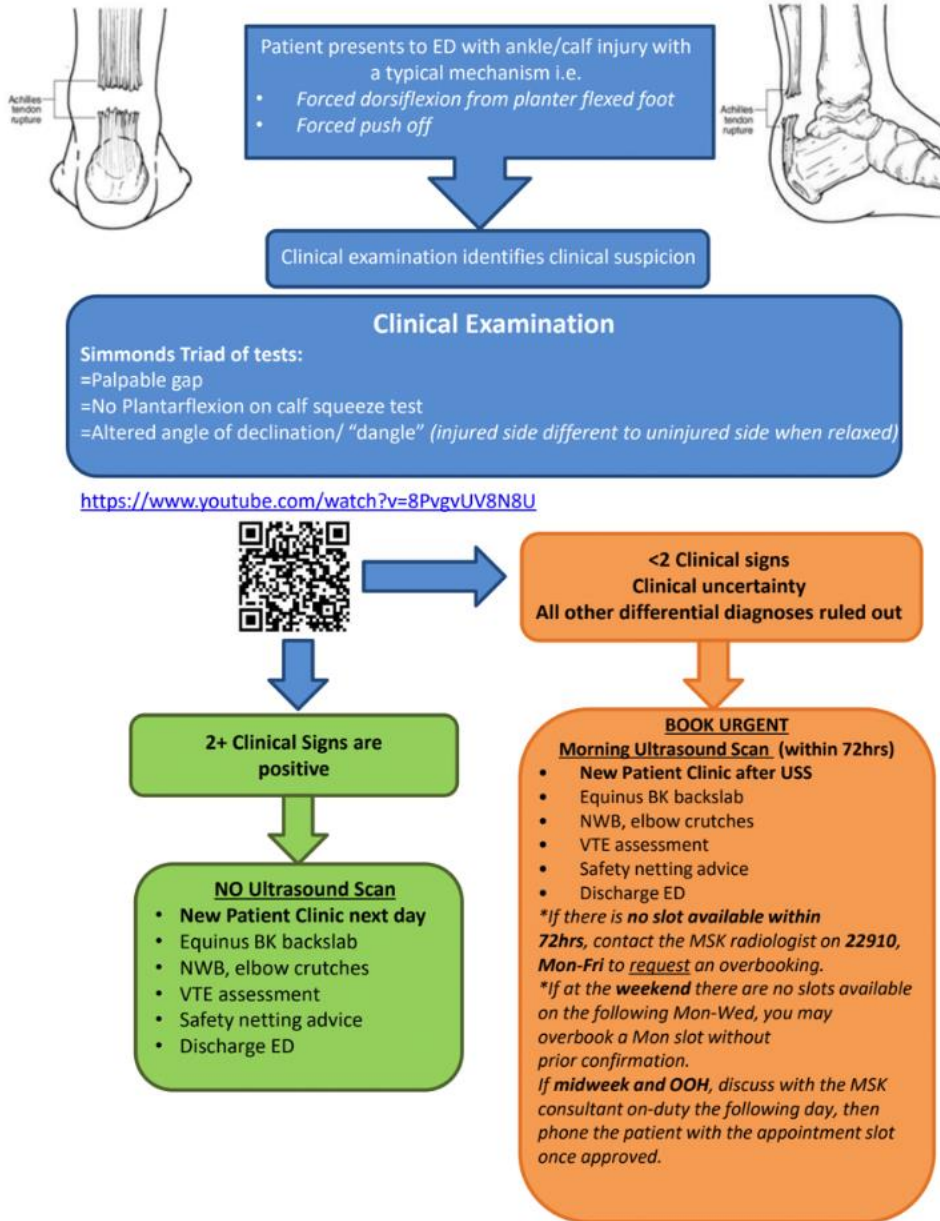 Patient presents to ED with ankle/calf injury with
a typical mechanism i.e.
• Forced dorsiflexion from planter flexed foot
• Forced push off
Achilles
tendon
rupture
Achilles
tendon
rupture
Clinical examination identifies clinical suspicion
Clinical Examination
Simmonds Triad of tests:
=Palpable gap
=No Plantarflexion on calf squeeze test
=Altered angle of declination/ “dangle” (injured side different to uninjured side when relaxed)
https://www.youtube.com/watch?v=8PvgvUV8N8U
<2 Clinical signs
Clinical uncertainty
All other differential diagnoses ruled out
2+ Clinical Signs are
positive
NO Ultrasound Scan
• New Patient Clinic next day
• Equinus BK backslab
• NWB, elbow crutches
• VTE assessment
• Safety netting advice
• Discharge ED
BOOK URGENT
Morning Ultrasound Scan (within 72hrs)
• New Patient Clinic after USS
• Equinus BK backslab
• NWB, elbow crutches
• VTE assessment
• Safety netting advice
• Discharge ED
*If there is no slot available within
72hrs, contact the MSK radiologist on 22910,
Mon-Fri to request an overbooking.
*If at the weekend there are no slots available
on the following Mon-Wed, you may
overbook a Mon slot without
prior confirmation.
If midweek and OOH, discuss with the MSK
consultant on-duty the following day, then
phone the patient with the appointment slot
once approved.